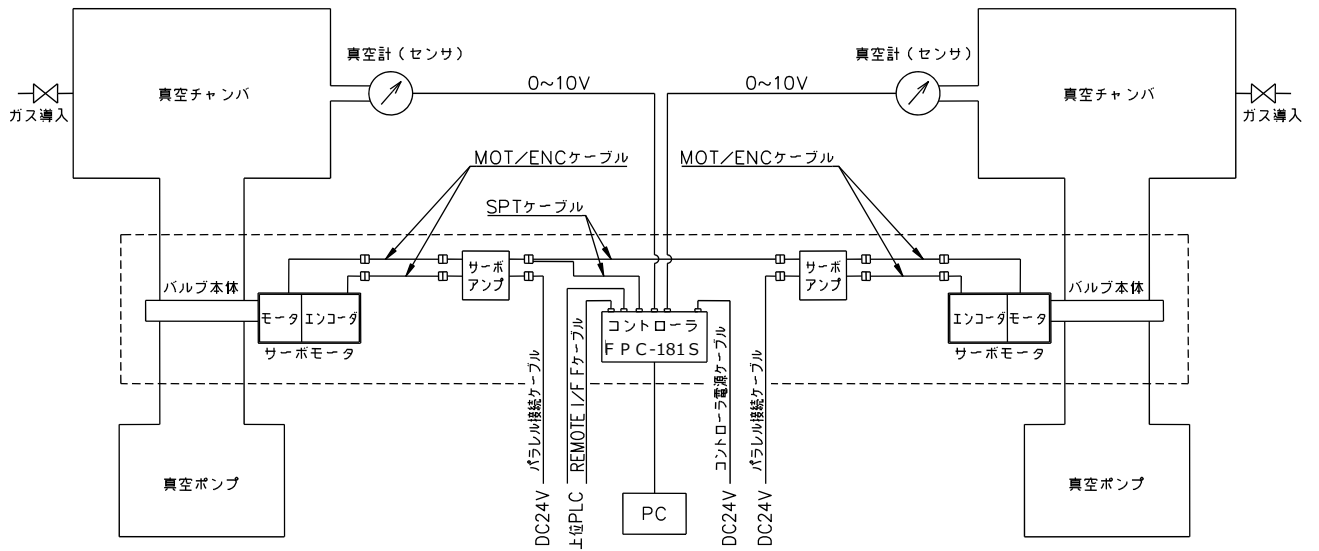 真空計(センサ)
真空計(センサ)
0~10V
0~10V
真空チャンバ
真空チャンバ
ガス導入
ガス導入
MOT/ENCケーブル
MOT/ENCケーブル
SPTケーブル
サーボ
アンプ
サーボ
アンプ
バルブ本体
バルブ本体
モータ
エンコーダ
エンコーダ
モータ
サーボモータ
サーボモータ
コントローラ
FPC-181S
パラレル接続ケーブル
REMOTE I/F Fケーブル
コントローラ電源ケーブル
パラレル接続ケーブル
真空ポンプ
真空ポンプ
DC24V
上位PLC
PC
DC24V
DC24V